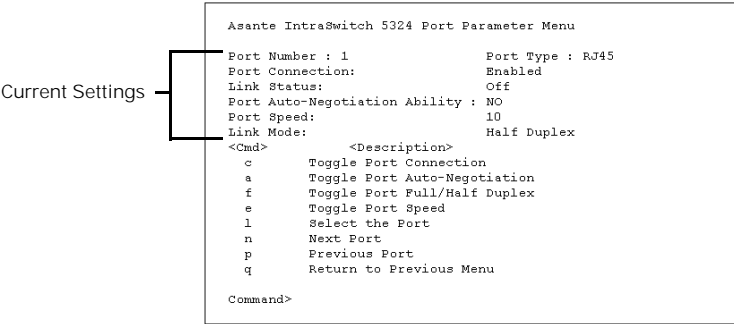 Asante IntraSwitch 5324 Port Parameter Menu
Port Number : 1 Port Type : RJ45
Port Connection: Enabled
Link Status: Off
Port Auto-Negotiation Ability : NO
Port Speed: 10
Link Mode: Half Duplex
Current Settings
<Cmd> <Description>
c Toggle Port Connection
a Toggle Port Auto-Negotiation
f Toggle Port Full/Half Duplex
e Toggle Port Speed
l Select the Port
n Next Port
p Previous Port
q Return to Previous Menu
Command>